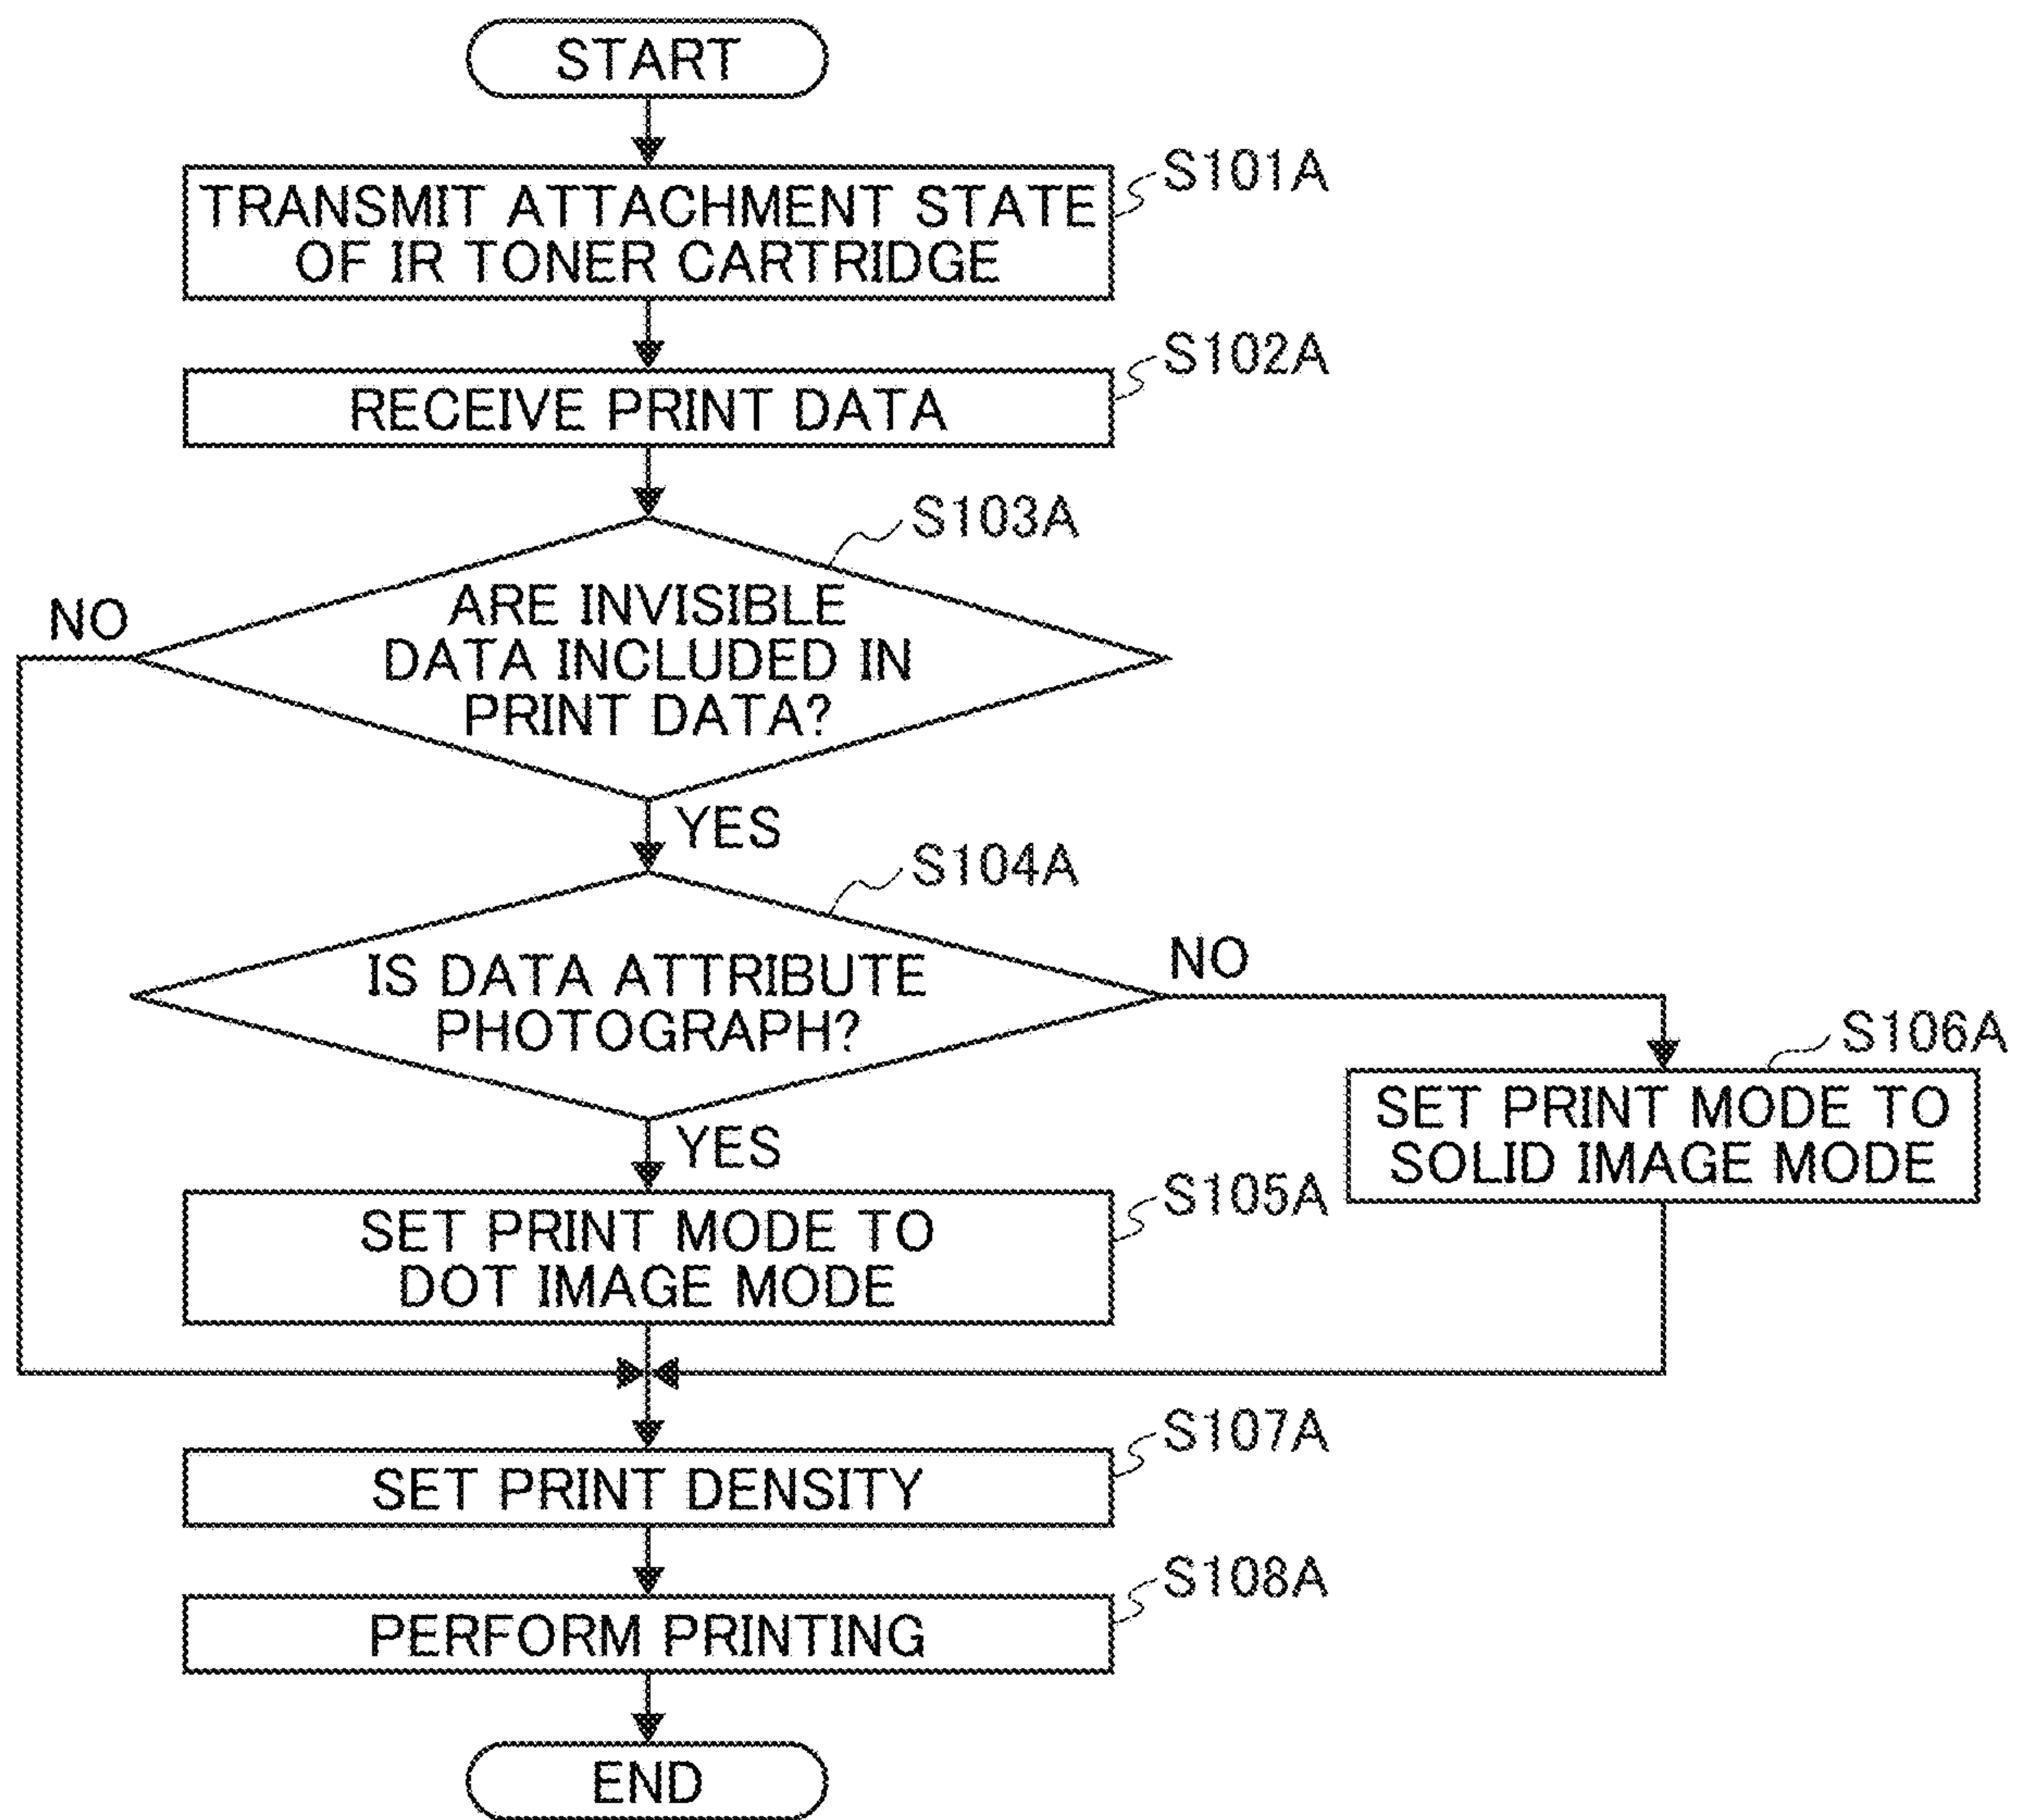 START
S101A
TRANSMIT ATTACHMENT STATE
OF IR TONER CARTRIDGE
S102A
RECEIVE PRINT DATA
S103A
NO
ARE INVISIBLE
DATA INCLUDED IN
PRINT DATA?
YES
S104A
IS DATA ATTRIBUTE
PHOTOGRAPH?
NO
S106A
SET PRINT MODE TO
SOLID IMAGE MODE
YES
S105A
SET PRINT MODE TO
DOT IMAGE MODE
S107A
SET PRINT DENSITY
S108A
PERFORM PRINTING
END